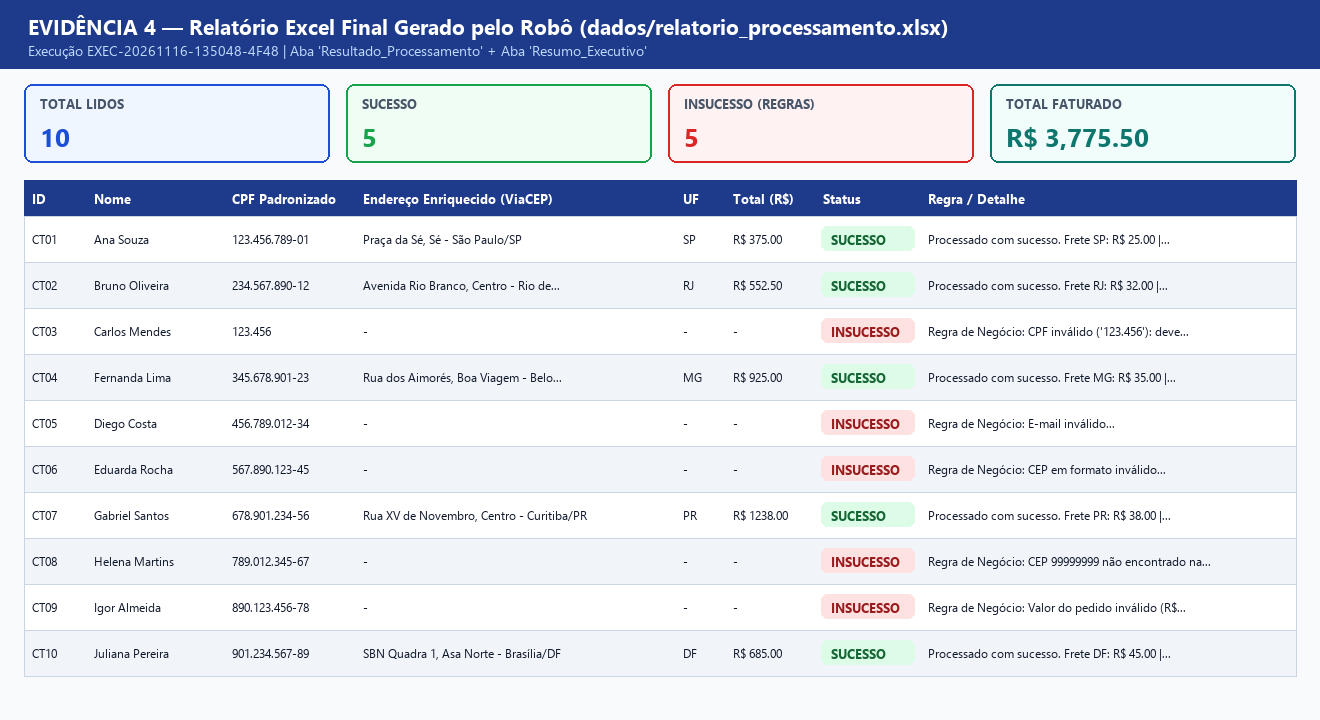 EVIDÊNCIA 4 — Relatório Excel Final Gerado pelo Robô (dados/relatorio_processamento.xlsx)
Execução EXEC-20261116-135048-4F48 | Aba 'Resultado_Processamento' + Aba 'Resumo_Executivo'
TOTAL LIDOS
10
SUCESSO
5
INSUCESSO (REGRAS)
5
TOTAL FATURADO
R$ 3,775.50
ID Nome CPF Padronizado Endereço Enriquecido (ViaCEP) UF Total (R$) Status Regra / Detalhe
CT01 Ana Souza 123.456.789-01 Praça da Sé, Sé - São Paulo/SP SP R$ 375.00 SUCESSO Processado com sucesso. Frete SP: R$ 25.00 |...
CT02 Bruno Oliveira 234.567.890-12 Avenida Rio Branco, Centro - Rio de... RJ R$ 552.50 SUCESSO Processado com sucesso. Frete RJ: R$ 32.00 |...
CT03 Carlos Mendes 123.456 - - - INSUCESSO Regra de Negócio: CPF inválido ('123.456'): deve...
CT04 Fernanda Lima 345.678.901-23 Rua dos Aimorés, Boa Viagem - Belo... MG R$ 925.00 SUCESSO Processado com sucesso. Frete MG: R$ 35.00 |...
CT05 Diego Costa 456.789.012-34 - - - INSUCESSO Regra de Negócio: E-mail inválido...
CT06 Eduarda Rocha 567.890.123-45 - - - INSUCESSO Regra de Negócio: CEP em formato inválido...
CT07 Gabriel Santos 678.901.234-56 Rua XV de Novembro, Centro - Curitiba/PR PR R$ 1238.00 SUCESSO Processado com sucesso. Frete PR: R$ 38.00 |...
CT08 Helena Martins 789.012.345-67 - - - INSUCESSO Regra de Negócio: CEP 99999999 não encontrado na...
CT09 Igor Almeida 890.123.456-78 - - - INSUCESSO Regra de Negócio: Valor do pedido inválido (R$...
CT10 Juliana Pereira 901.234.567-89 SBN Quadra 1, Asa Norte - Brasília/DF DF R$ 685.00 SUCESSO Processado com sucesso. Frete DF: R$ 45.00 |...